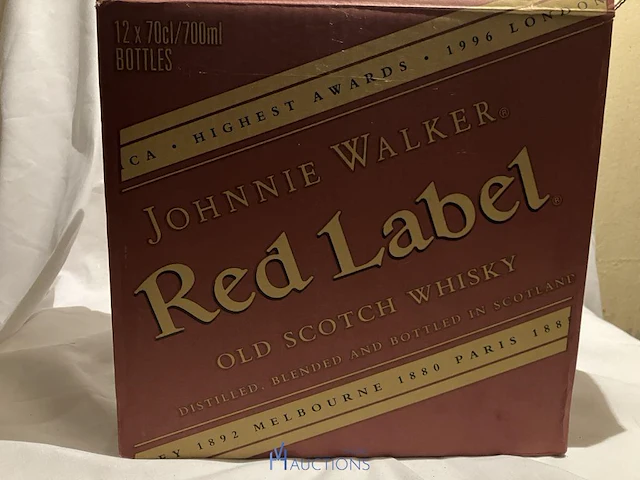 12 x 70cl/700ml
BOTTLES
CA • HIGHEST AWARDS • 1996 LONDON
JOHNNIE WALKER®
Red Label®
OLD SCOTCH WHISKY
DISTILLED, BLENDED AND BOTTLED IN SCOTLAND
EY 1892 MELBOURNE 1880 PARIS 188
AUCTIONS